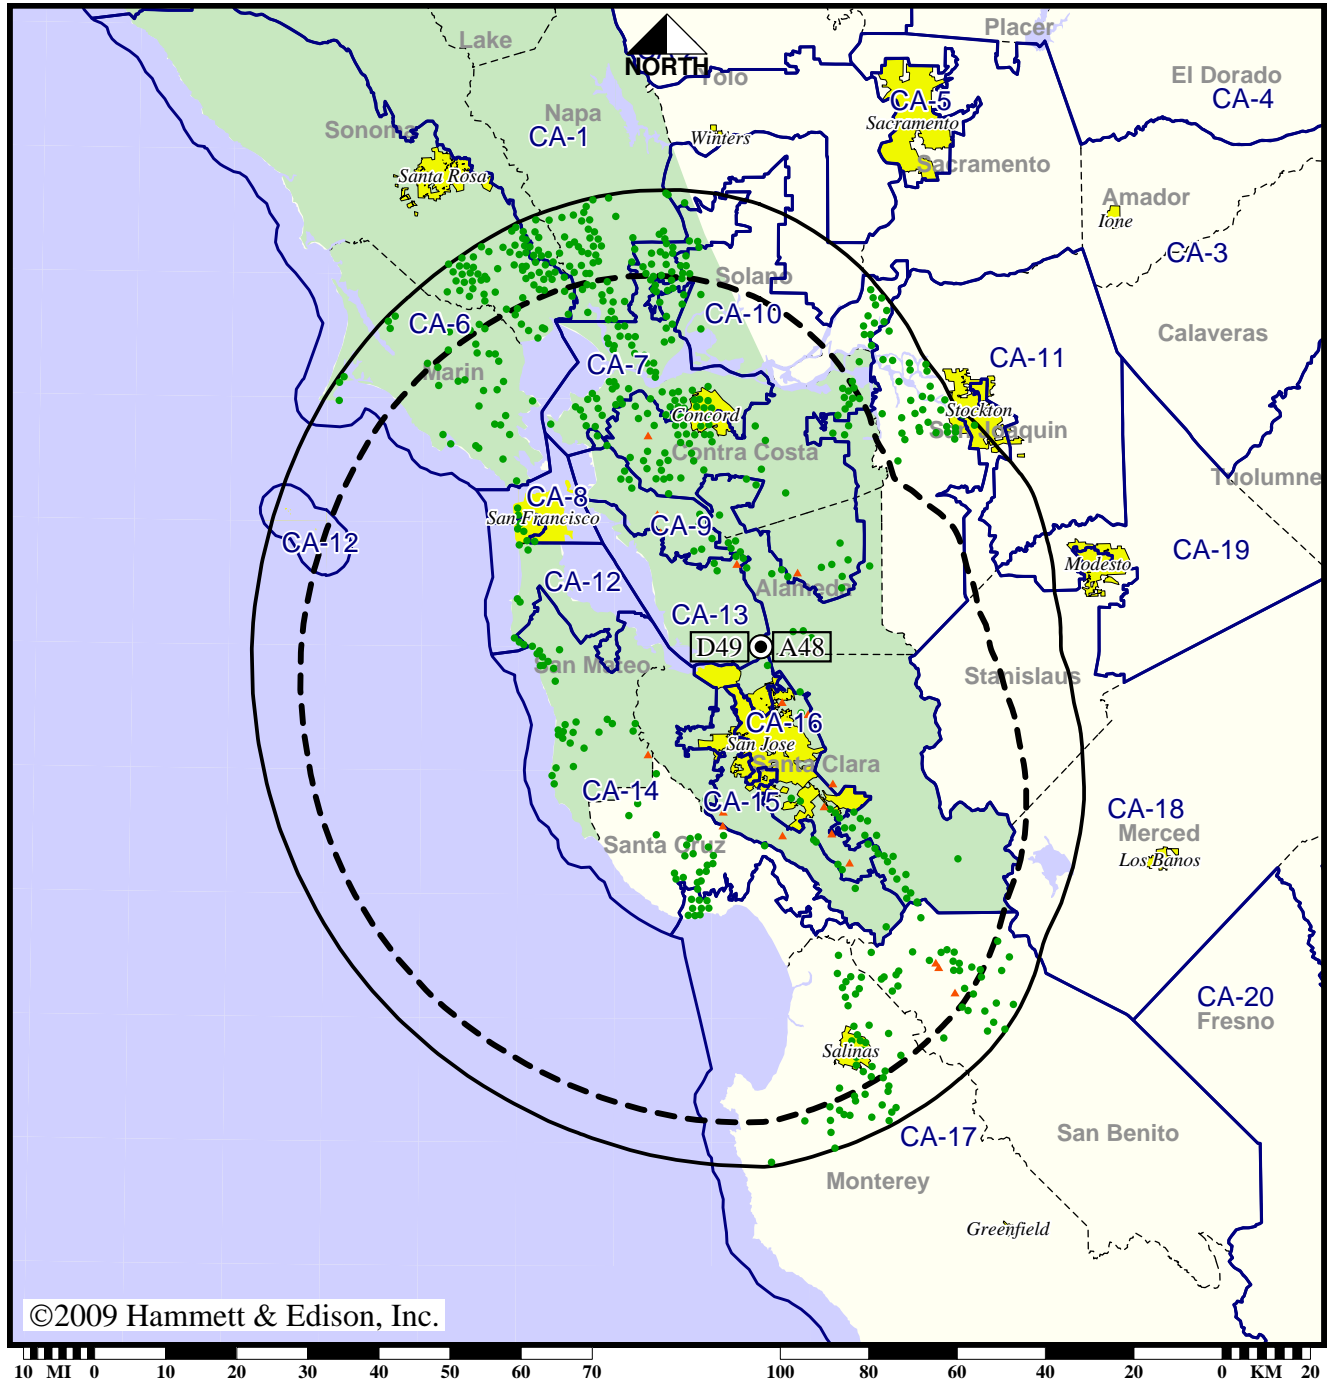 Placer
Lake
NORTH
Yolo
El Dorado
CA-4
CA-5
Napa
Sacramento
Sonoma
CA-1
Winters
Sacramento
Santa Rosa
Amador
Ione
CA-3
Solano
CA-10
CA-6
Calaveras
CA-11
CA-7
Marin
Concord
Stockton
San Joaquin
Contra Costa
Tuolumne
CA-8
San Francisco
CA-9
CA-12
CA-19
Modesto
CA-12
Alameda
CA-13
D49
A48
San Mateo
Stanislaus
CA-16
San Jose
Santa Clara
CA-14
CA-15
CA-18
Merced
Santa Cruz
Los Banos
CA-20
Fresno
Salinas
CA-17
San Benito
Monterey
Greenfield
©2009 Hammett & Edison, Inc.
10 MI 0 10 20 30 40 50 60 70 100 80 60 40 20 0 KM 20